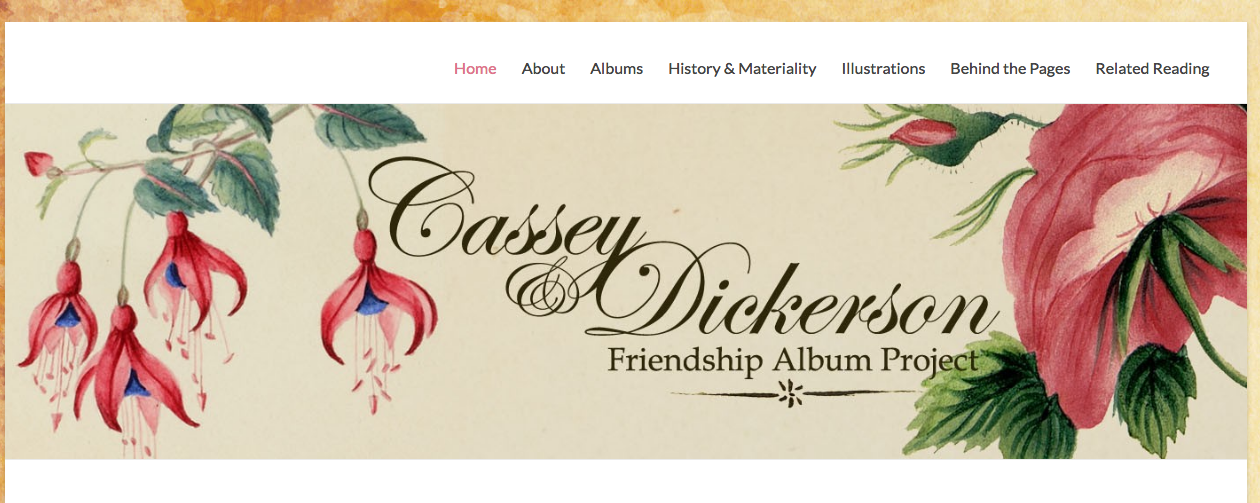 Home About Albums History & Materiality Illustrations Behind the Pages Related Reading
Cassey
& Dickerson
Friendship Album Project